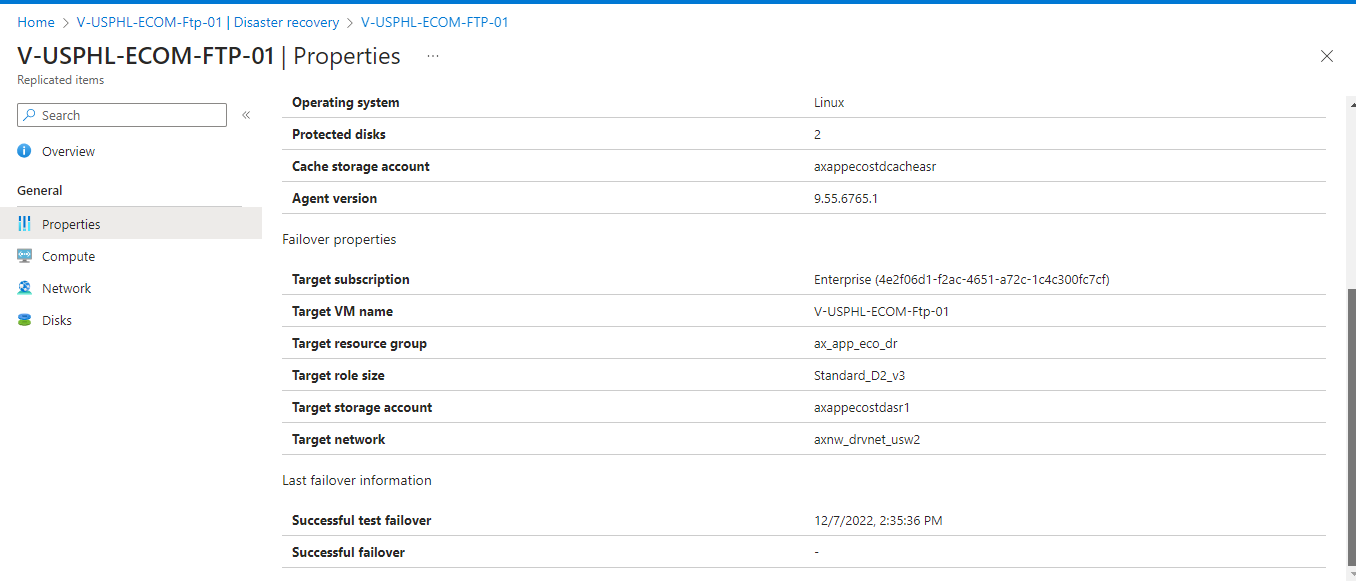 Home > V-USPHL-ECOM-Ftp-01 | Disaster recovery > V-USPHL-ECOM-FTP-01
V-USPHL-ECOM-FTP-01 | Properties ...
Replicated items
Search «
Overview
General
Properties
Compute
Network
Disks
Operating system Linux
Protected disks 2
Cache storage account axappecostdcacheasr
Agent version 9.55.6765.1
Failover properties
Target subscription Enterprise (4e2f06d1-f2ac-4651-a72c-1c4c300fc7cf)
Target VM name V-USPHL-ECOM-Ftp-01
Target resource group ax_app_eco_dr
Target role size Standard_D2_v3
Target storage account axappecostdasr1
Target network axnw_drvnet_usw2
Last failover information
Successful test failover 12/7/2022, 2:35:36 PM
Successful failover -